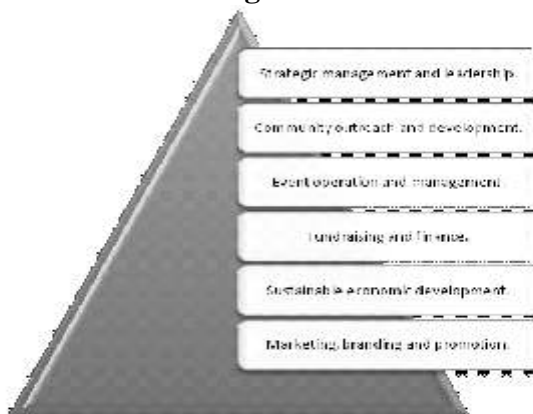 Strategic management and leadership.
Community outreach and development.
Event operation and management.
Fundraising and finance.
Sustainable economic development.
Marketing, branding and promotion.